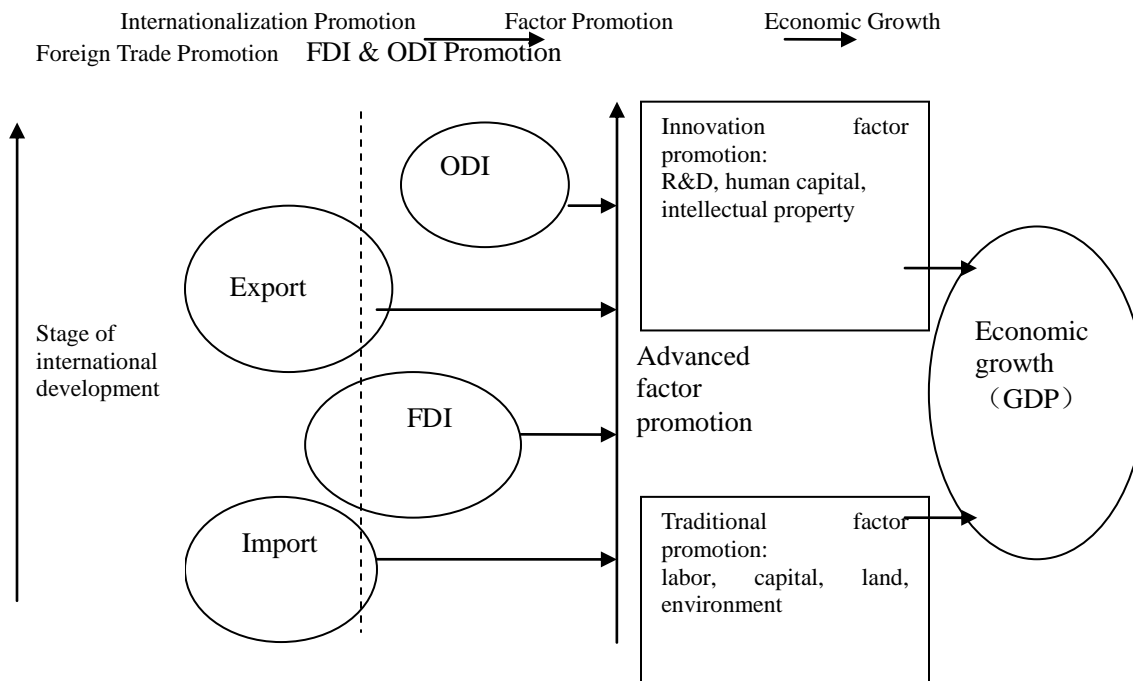 Internationalization Promotion Factor Promotion Economic Growth
Foreign Trade Promotion FDI & ODI Promotion
Innovation factor
promotion:
R&D, human capital,
intellectual property
ODI
Export
Stage of
international
development
Economic
growth
（GDP）
Advanced
factor
promotion
FDI
Import
Traditional factor
promotion:
labor, capital, land,
environment